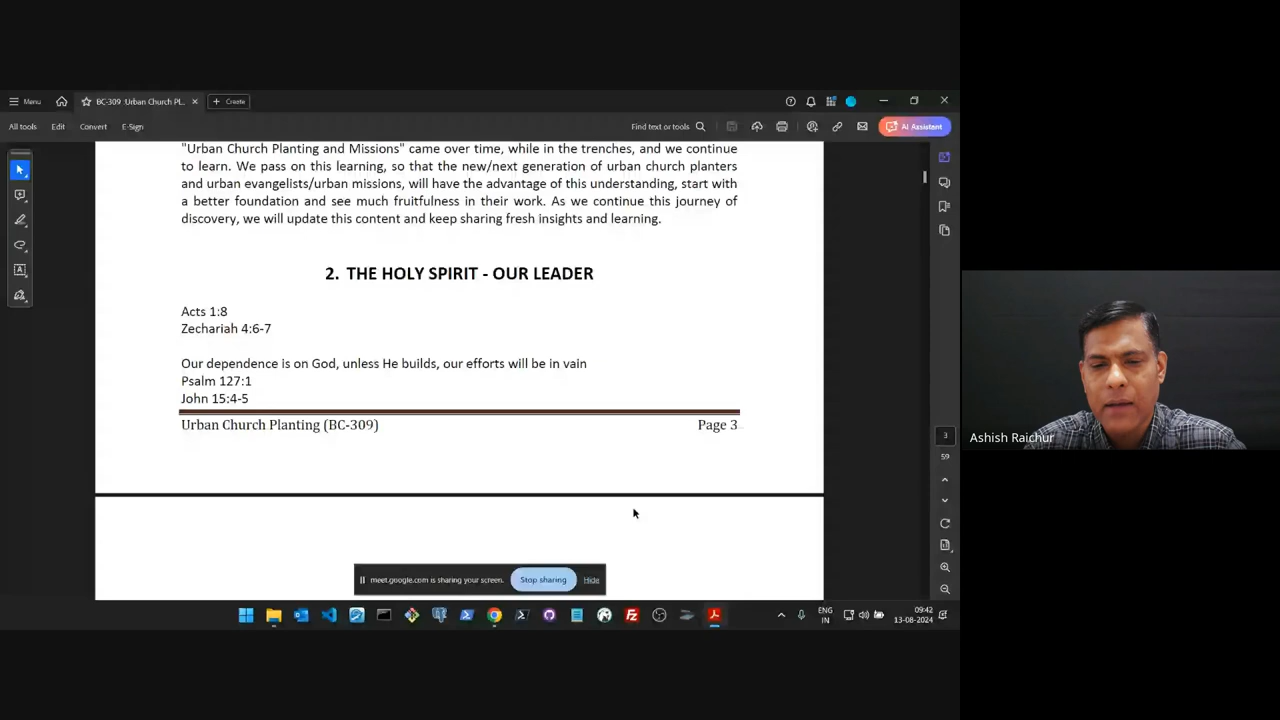 Menu
BC-309 :Urban Church Pl...
Create
All tools
Edit
Convert
E-Sign
Find text or tools
AI Assistant
"Urban Church Planting and Missions" came over time, while in the trenches, and we continue
to learn. We pass on this learning, so that the new/next generation of urban church planters
and urban evangelists/urban missions, will have the advantage of this understanding, start with
a better foundation and see much fruitfulness in their work. As we continue this journey of
discovery, we will update this content and keep sharing fresh insights and learning.
2. THE HOLY SPIRIT - OUR LEADER
Acts 1:8
Zechariah 4:6-7
Our dependence is on God, unless He builds, our efforts will be in vain
Psalm 127:1
John 15:4-5
Urban Church Planting (BC-309) Page 3
3
59
Ashish Raichur
meet.google.com is sharing your screen.
Stop sharing
Hide
ENG
IN
09:42
13-08-2024